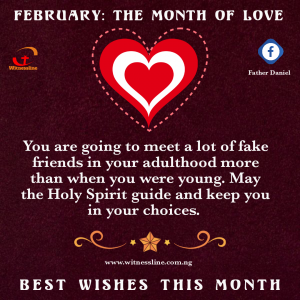 FEBRUARY: THE MONTH OF LOVE
Witnessline
Father Daniel
You are going to meet a lot of fake
friends in your adulthood more
than when you were young. May
the Holy Spirit guide and keep you
in your choices.
www.witnessline.com.ng
BEST WISHES THIS MONTH